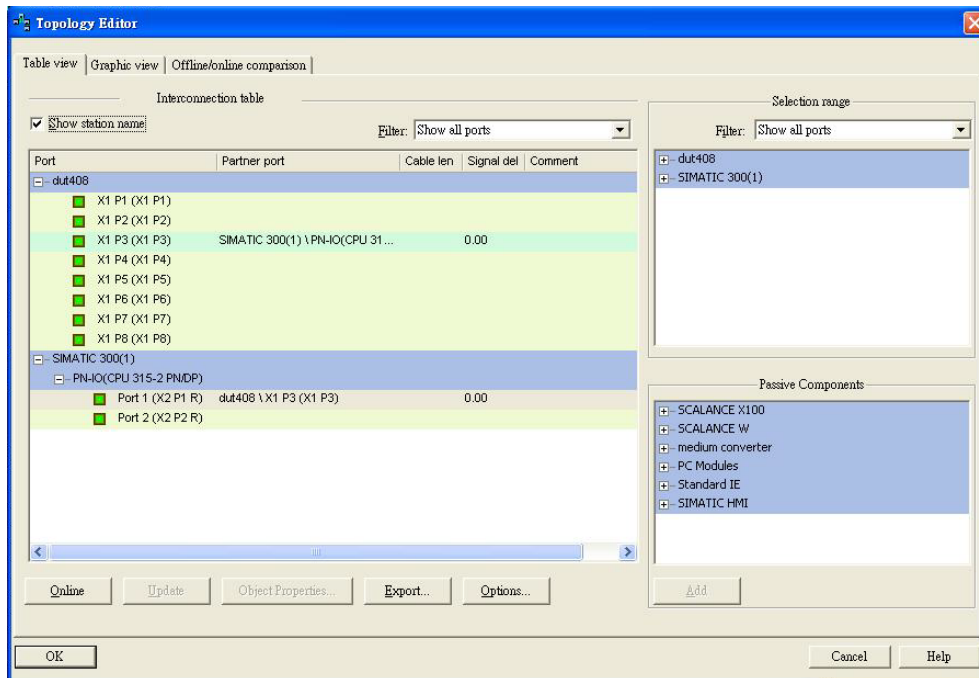 Topology Editor
Table view Graphic view Offline/online comparison
Interconnection table
Show station name
Filter: Show all ports
Port Partner port Cable len Signal del Comment
dut408
X1 P1 (X1 P1)
X1 P2 (X1 P2)
X1 P3 (X1 P3) SIMATIC 300(1) \ PN-IO(CPU 31... 0.00
X1 P4 (X1 P4)
X1 P5 (X1 P5)
X1 P6 (X1 P6)
X1 P7 (X1 P7)
X1 P8 (X1 P8)
SIMATIC 300(1)
PN-IO(CPU 315-2 PN/DP)
Port 1 (X2 P1 R) dut408 \ X1 P3 (X1 P3) 0.00
Port 2 (X2 P2 R)
Online Update Object Properties... Export... Options...
Selection range
Filter: Show all ports
dut408
SIMATIC 300(1)
Passive Components
SCALANCE X100
SCALANCE W
medium converter
PC Modules
Standard IE
SIMATIC HMI
Add
OK Cancel Help